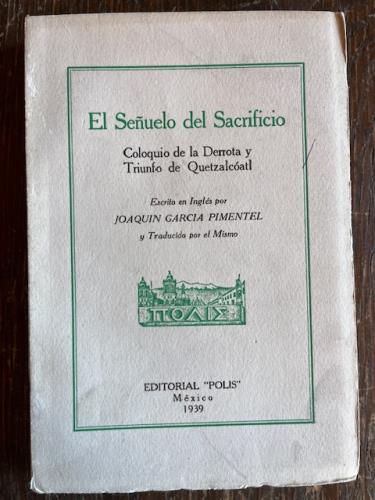 El Señuelo del Sacrificio
Coloquio de la Derrota y
Triunfo de Quetzalcóatl
Escrito en Inglés por
JOAQUIN GARCIA PIMENTEL
y Traducido por el Mismo
ΠΟΛΙΣ
EDITORIAL "POLIS"
México
1939